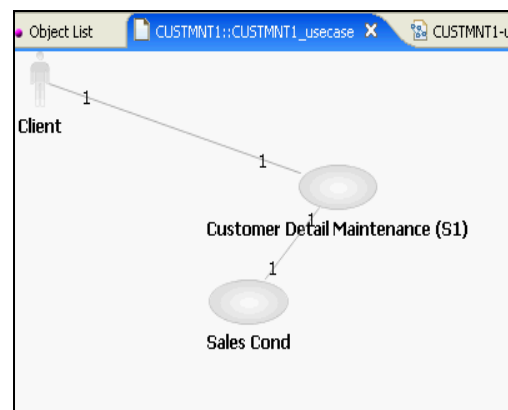 Object List
CUSTMNT1::CUSTMNT1_usecase
CUSTMNT1-u
1
Client
1
Customer Detail Maintenance (S1)
1
1
Sales Cond